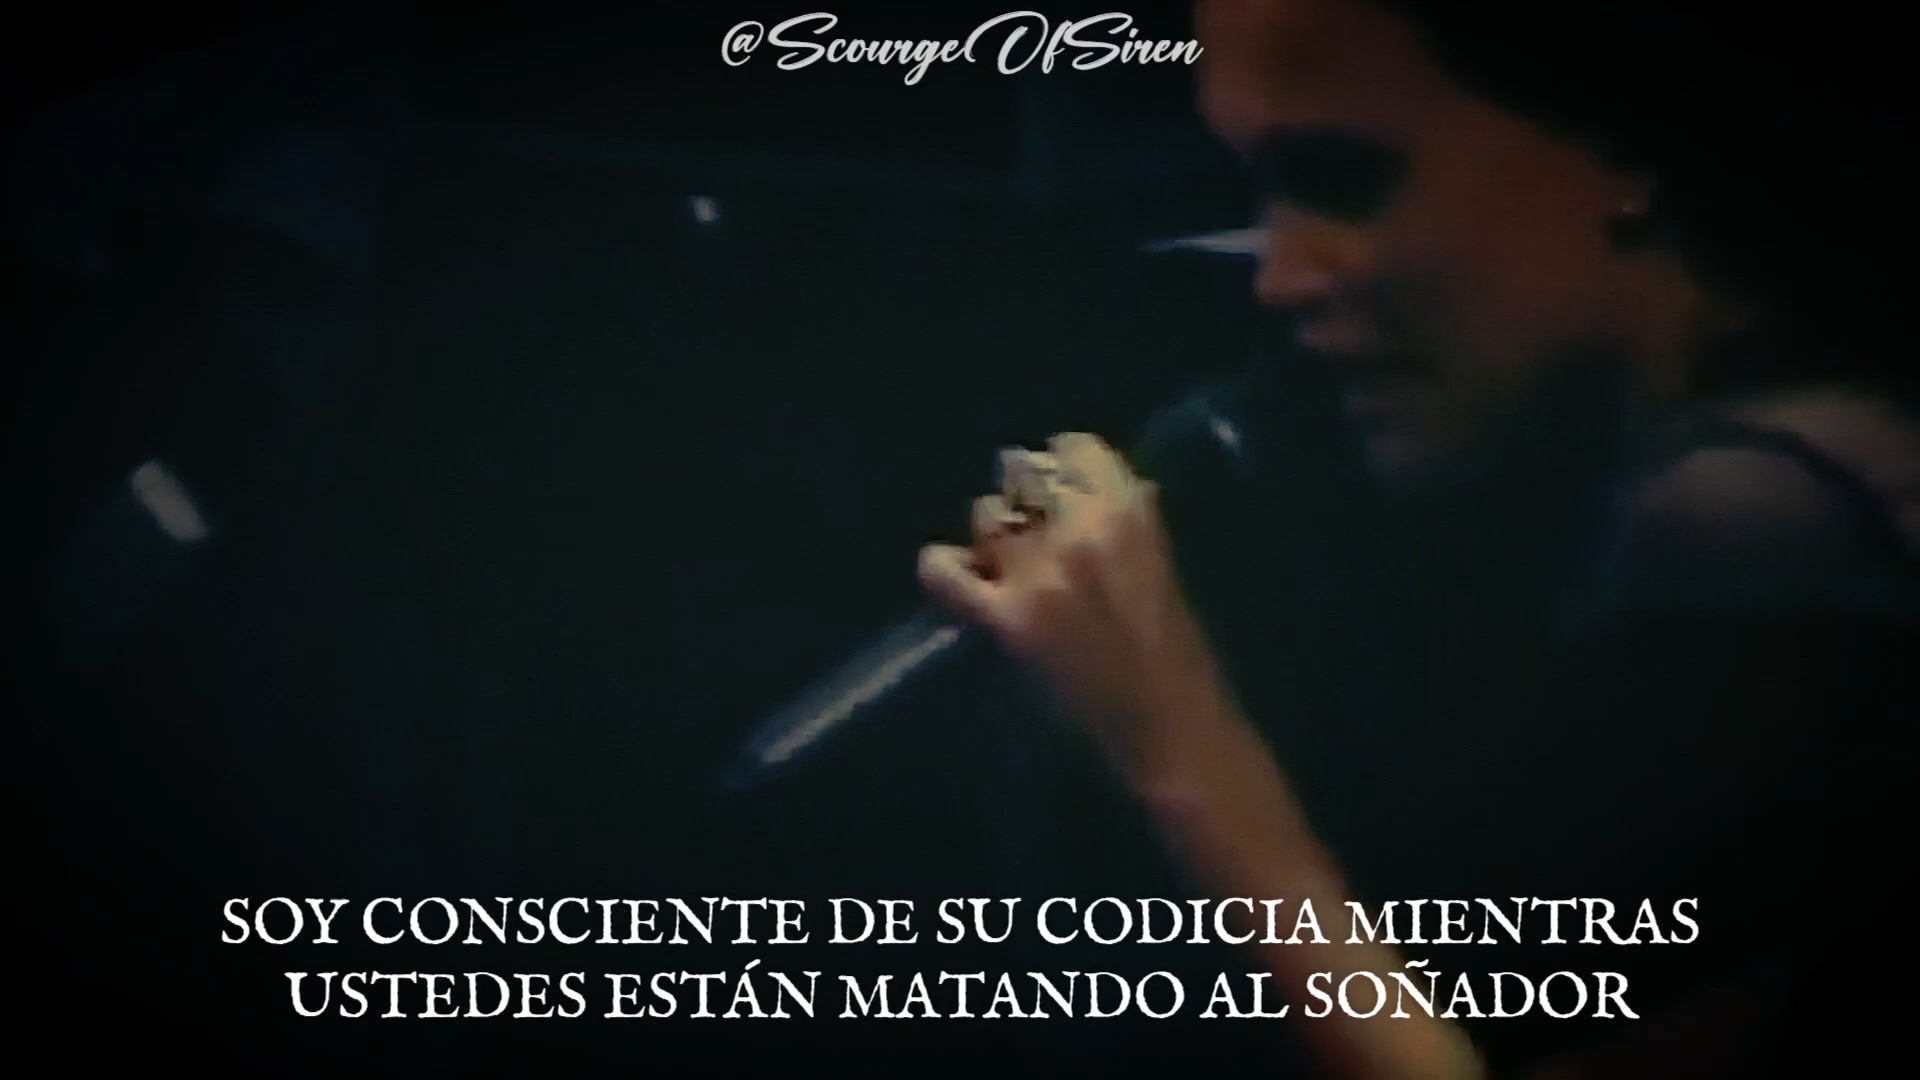 @ScourgeOfSiren
SOY CONSCIENTE DE SU CODICIA MIENTRAS
USTEDES ESTÁN MATANDO AL SOÑADOR